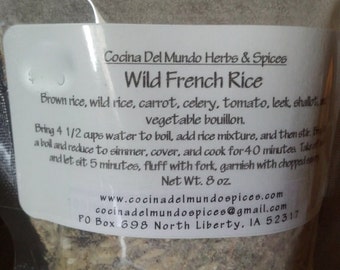 Cocina Del Mundo Herbs & Spices
Wild French Rice
Brown rice, wild rice, carrot, celery, tomato, leek, shallot, and
vegetable bouillon.
Bring 4 1/2 cups water to boil, add rice mixture, and then stir.
a boil and reduce to simmer, cover, and cook for 40 minutes. Take
and let sit 5 minutes, fluff with fork, garnish with chopped
Net Wt. 8 oz.
www.cocinadelmundospices.com
cocinadelmundospices@gmail.com
PO Box 698 North Liberty, IA 52317